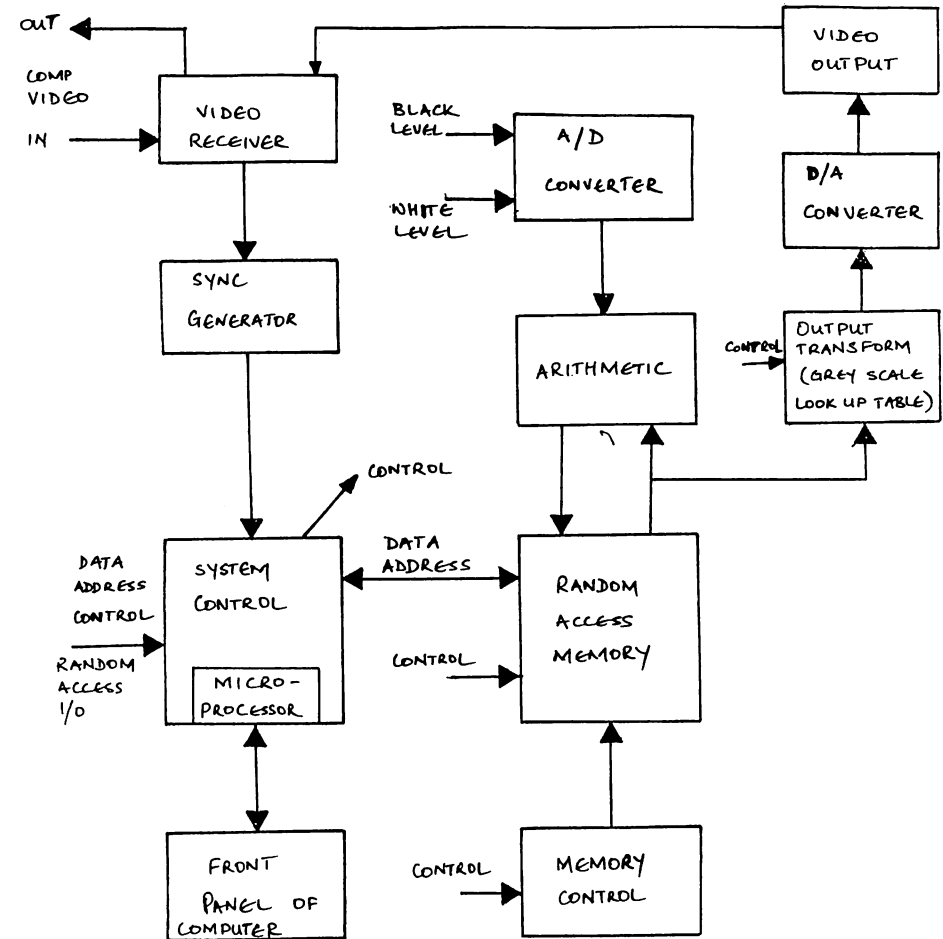 OUT
COMP
VIDEO
IN
VIDEO
RECEIVER
BLACK
LEVEL
WHITE
LEVEL
A/D
CONVERTER
VIDEO
OUTPUT
D/A
CONVERTER
SYNC
GENERATOR
ARITHMETIC
CONTROL
OUTPUT
TRANSFORM
(GREY SCALE
LOOK UP TABLE)
CONTROL
DATA
ADDRESS
CONTROL
RANDOM
ACCESS
I/O
SYSTEM
CONTROL
MICRO-
PROCESSOR
DATA
ADDRESS
CONTROL
RANDOM
ACCESS
MEMORY
FRONT
PANEL OF
COMPUTER
CONTROL
MEMORY
CONTROL